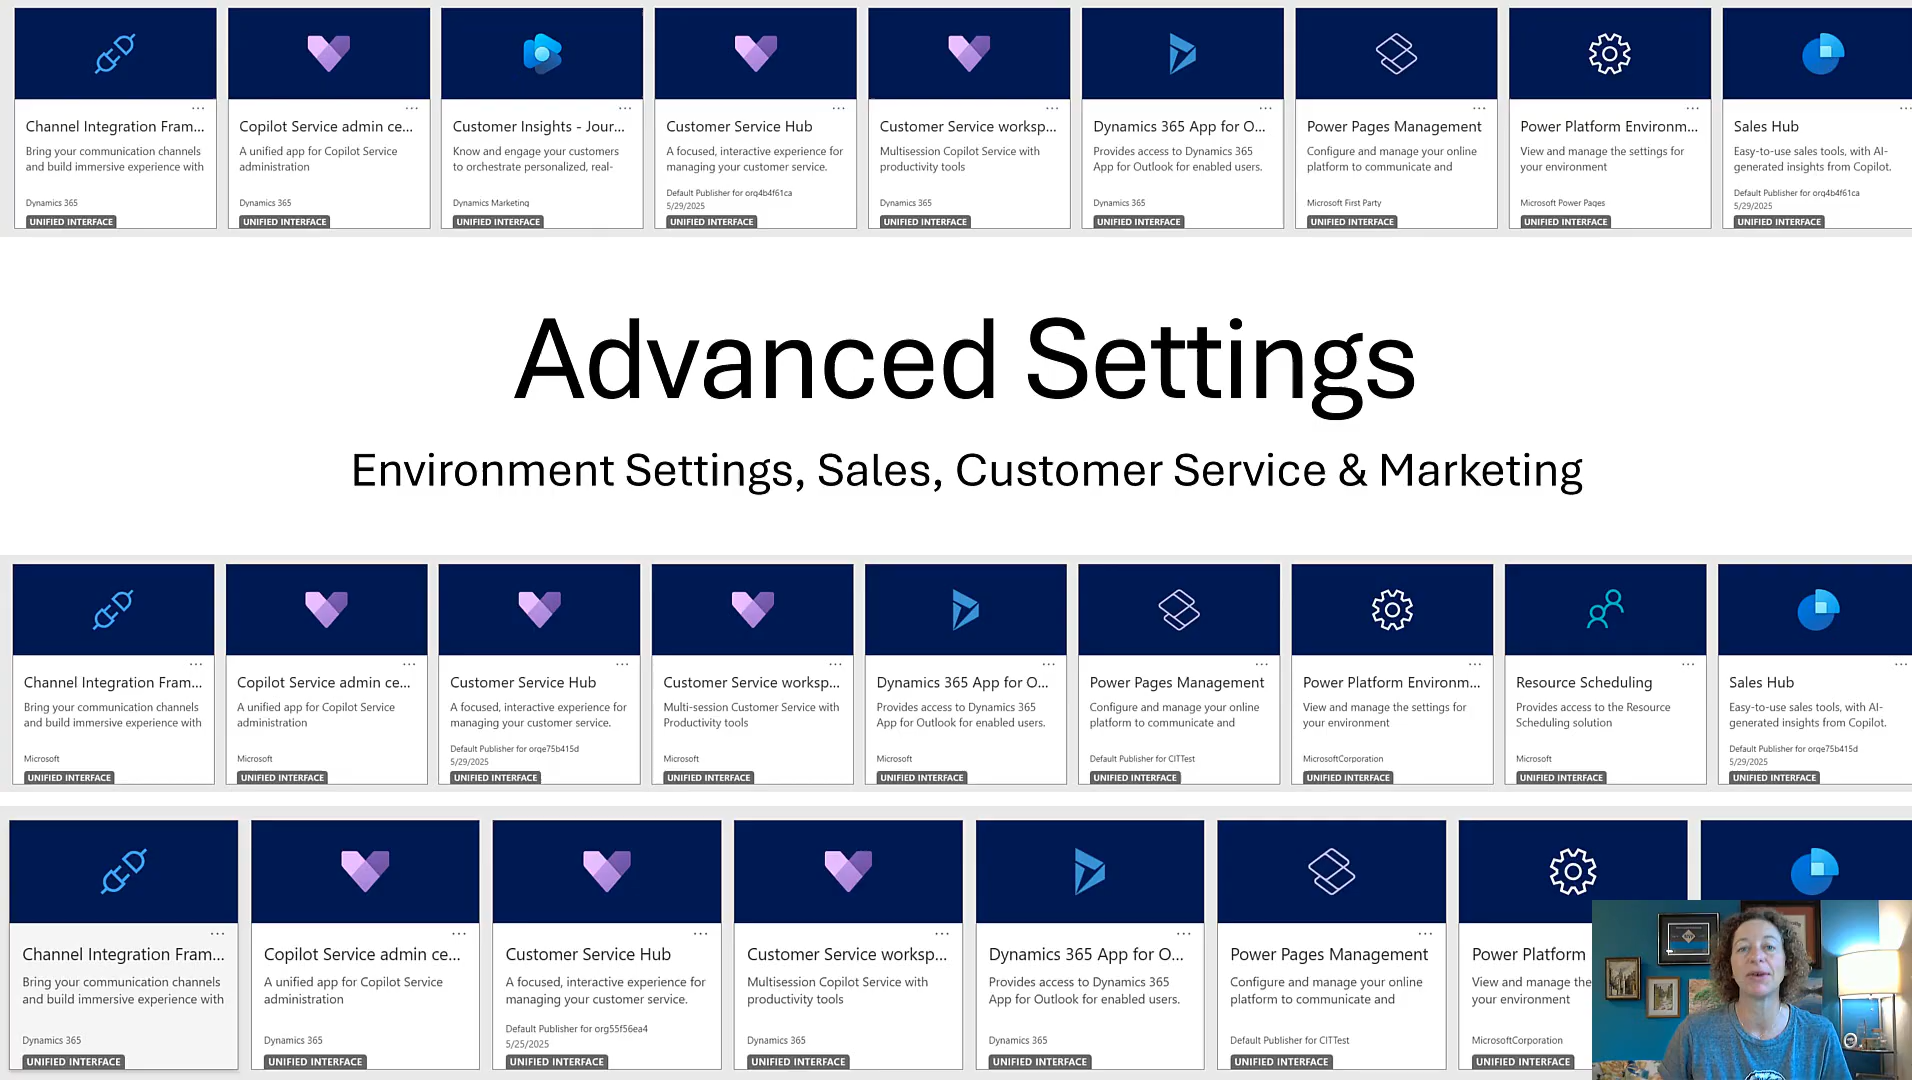 Channel Integration Fram...
Bring your communication channels
and build immersive experience with
Dynamics 365
UNIFIED INTERFACE
Copilot Service admin ce...
A unified app for Copilot Service
administration
Dynamics 365
UNIFIED INTERFACE
Customer Insights - Jour...
Know and engage your customers
to orchestrate personalized, real-
Dynamics Marketing
UNIFIED INTERFACE
Customer Service Hub
A focused, interactive experience for
managing your customer service.
Default Publisher for org4b4f61ca
5/29/2025
UNIFIED INTERFACE
Customer Service worksp...
Multisession Copilot Service with
productivity tools
Dynamics 365
UNIFIED INTERFACE
Dynamics 365 App for O...
Provides access to Dynamics 365
App for Outlook for enabled users.
Dynamics 365
UNIFIED INTERFACE
Power Pages Management
Configure and manage your online
platform to communicate and
Microsoft First Party
UNIFIED INTERFACE
Power Platform Environm...
View and manage the settings for
your environment
Microsoft Power Pages
UNIFIED INTERFACE
Sales Hub
Easy-to-use sales tools, with AI-
generated insights from Copilot.
Default Publisher for org4b4f61ca
5/29/2025
UNIFIED INTERFACE
Advanced Settings
Environment Settings, Sales, Customer Service & Marketing
Channel Integration Fram...
Bring your communication channels
and build immersive experience with
Microsoft
UNIFIED INTERFACE
Copilot Service admin ce...
A unified app for Copilot Service
administration
Microsoft
UNIFIED INTERFACE
Customer Service Hub
A focused, interactive experience for
managing your customer service.
Default Publisher for orge75b415d
5/29/2025
UNIFIED INTERFACE
Customer Service worksp...
Multi-session Customer Service with
Productivity tools
Microsoft
UNIFIED INTERFACE
Dynamics 365 App for O...
Provides access to Dynamics 365
App for Outlook for enabled users.
Microsoft
UNIFIED INTERFACE
Power Pages Management
Configure and manage your online
platform to communicate and
Default Publisher for CITTest
UNIFIED INTERFACE
Power Platform Environm...
View and manage the settings for
your environment
MicrosoftCorporation
UNIFIED INTERFACE
Resource Scheduling
Provides access to the Resource
Scheduling solution
Microsoft
UNIFIED INTERFACE
Sales Hub
Easy-to-use sales tools, with AI-
generated insights from Copilot.
Default Publisher for orge75b415d
5/29/2025
UNIFIED INTERFACE
Channel Integration Fram...
Bring your communication channels
and build immersive experience with
Dynamics 365
UNIFIED INTERFACE
Copilot Service admin ce...
A unified app for Copilot Service
administration
Dynamics 365
UNIFIED INTERFACE
Customer Service Hub
A focused, interactive experience for
managing your customer service.
Default Publisher for org55f56ea4
5/25/2025
UNIFIED INTERFACE
Customer Service worksp...
Multisession Copilot Service with
productivity tools
Dynamics 365
UNIFIED INTERFACE
Dynamics 365 App for O...
Provides access to Dynamics 365
App for Outlook for enabled users.
Dynamics 365
UNIFIED INTERFACE
Power Pages Management
Configure and manage your online
platform to communicate and
Default Publisher for CITTest
UNIFIED INTERFACE
Power Platform
View and manage the
your environment
MicrosoftCorporation
UNIFIED INTERFACE